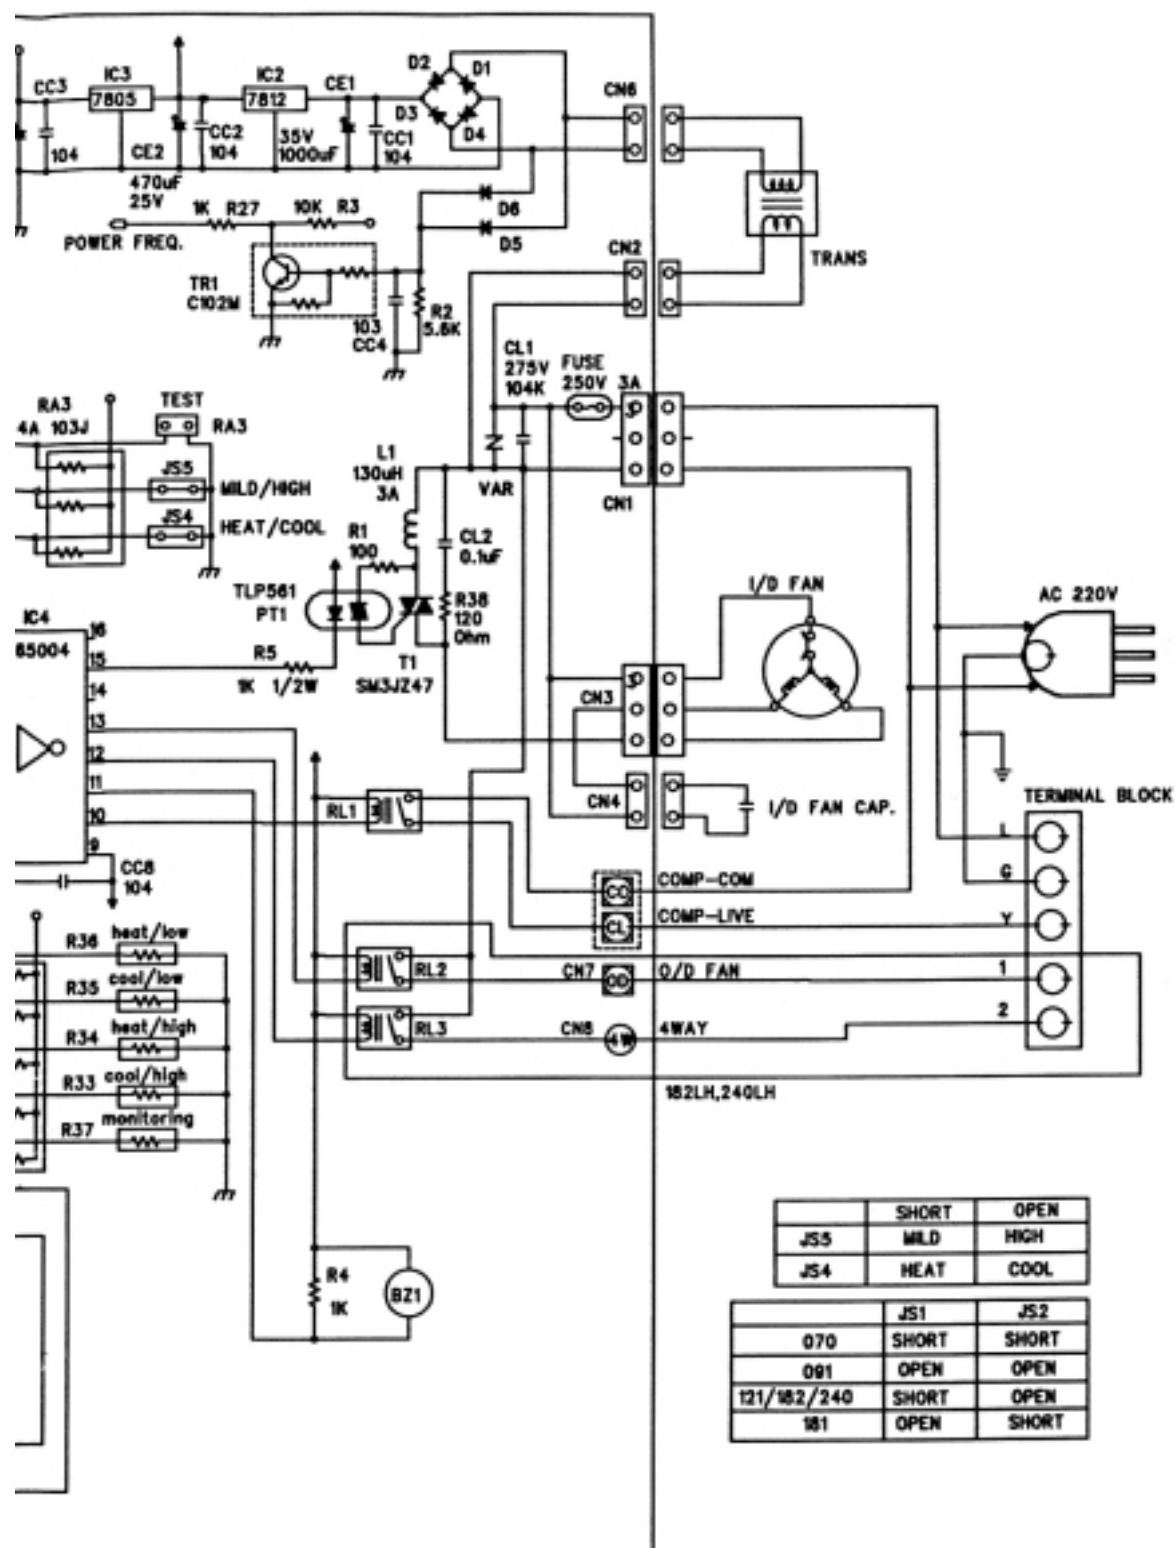 D2 D1
IC3 IC2 CE1 CN6
CC3 7805 7812 D3
D4
CC2 35V CC1
104 104 1000uF 104
CE2
470uF
25V
D6
1K R27 10K R3
POWER FREQ. D5 CN2
TRANS
TR1
C102M
R2
103 5.6K
CC4
CL1
275V FUSE
104K 250V 3A
RA3 TEST
4A 103J RA3
L1
JS5 130uH
MILD/HIGH 3A VAR CN1
JS4 HEAT/COOL
R1 CL2
100 0.1uF
TLP561 I/D FAN
PT1 R38 AC 220V
120
IC4 Ohm
16
65004
15 R5 T1
1K 1/2W SM3JZ47
14
CN3
13
12
11 CN4 TERMINAL BLOCK
RL1 I/D FAN CAP.
10
L
9
CC8 COMP-COM G
104 CO
COMP-LIVE Y
CL
heat/low
R36
RL2 CN7 OD O/D FAN 1
cool/low
R35
2
heat/high RL3 CN8 4W 4WAY
R34
cool/high
R33 182LH,240LH
monitoring
R37
SHORT OPEN
JS5 MILD HIGH
JS4 HEAT COOL
R4 BZ1
1K
JS1 JS2
070 SHORT SHORT
091 OPEN OPEN
121/182/240 SHORT OPEN
181 OPEN SHORT